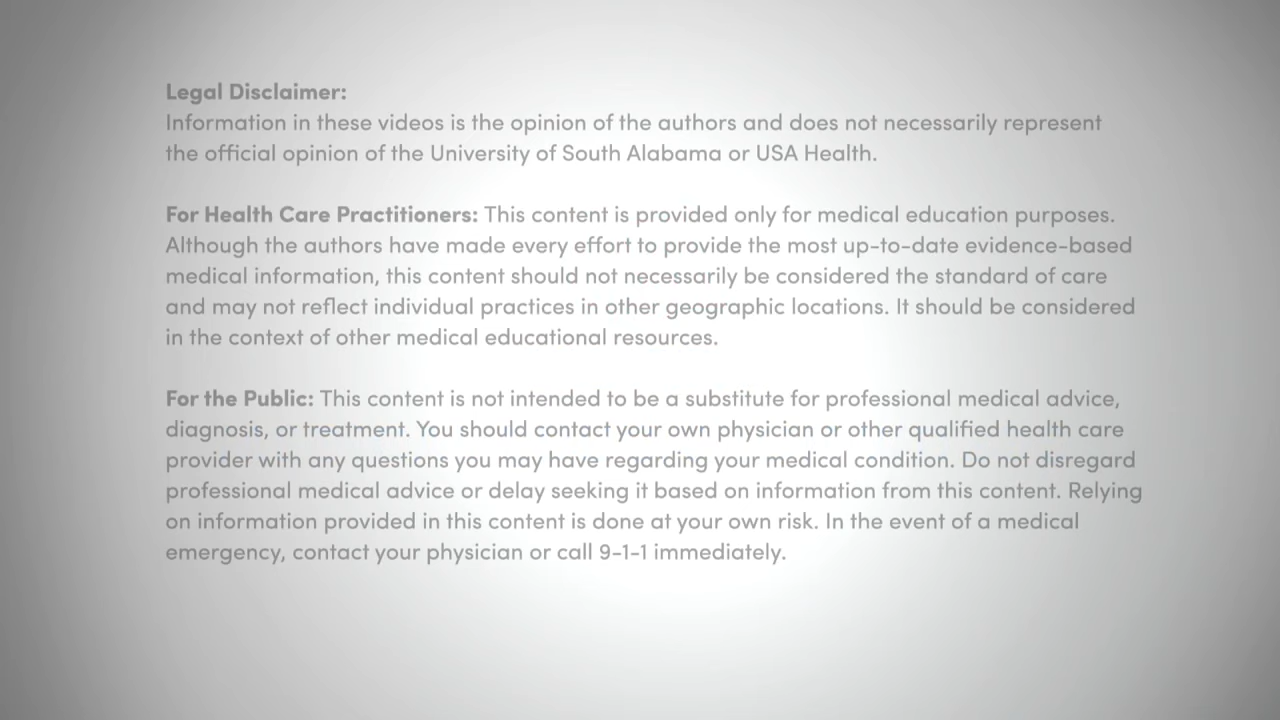 Legal Disclaimer:
Information in these videos is the opinion of the authors and does not necessarily represent
the official opinion of the University of South Alabama or USA Health.
For Health Care Practitioners: This content is provided only for medical education purposes.
Although the authors have made every effort to provide the most up-to-date evidence-based
medical information, this content should not necessarily be considered the standard of care
and may not reflect individual practices in other geographic locations. It should be considered
in the context of other medical educational resources.
For the Public: This content is not intended to be a substitute for professional medical advice,
diagnosis, or treatment. You should contact your own physician or other qualified health care
provider with any questions you may have regarding your medical condition. Do not disregard
professional medical advice or delay seeking it based on information from this content. Relying
on information provided in this content is done at your own risk. In the event of a medical
emergency, contact your physician or call 9-1-1 immediately.